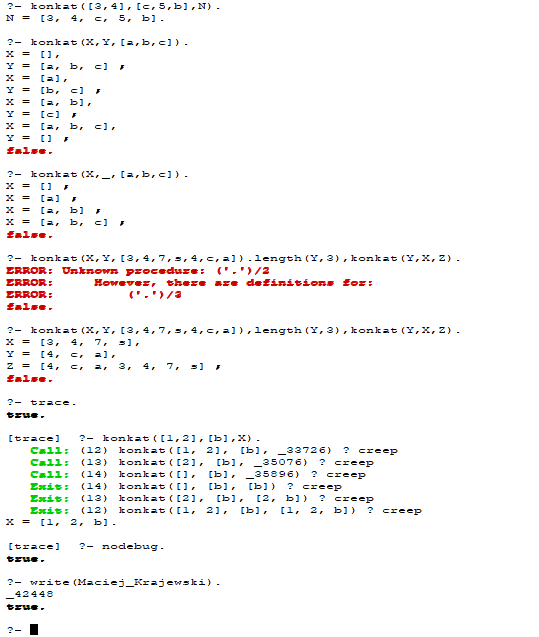 ?- konkat([3,4],[c,5,b],N).
N = [3, 4, c, 5, b].
?- konkat(X,Y,[a,b,c]).
X = [],
Y = [a, b, c] ;
X = [a],
Y = [b, c] ;
X = [a, b],
Y = [c] ;
X = [a, b, c],
Y = [] ;
false.
?- konkat(X,_,[a,b,c]).
X = [] ;
X = [a] ;
X = [a, b] ;
X = [a, b, c] ;
false.
?- konkat(X,Y,[3,4,7,s,4,c,a]).length(Y,3),konkat(Y,X,Z).
ERROR: Unknown procedure: ('.')/2
ERROR:     However, there are definitions for:
ERROR:         ('.')/3
false.
?- konkat(X,Y,[3,4,7,s,4,c,a]),length(Y,3),konkat(Y,X,Z).
X = [3, 4, 7, s],
Y = [4, c, a],
Z = [4, c, a, 3, 4, 7, s] ;
false.
?- trace.
true.
[trace]  ?- konkat([1,2],[b],X).
Call: (12) konkat([1, 2], [b], _33726) ? creep
Call: (13) konkat([2], [b], _35076) ? creep
Call: (14) konkat([], [b], _35896) ? creep
Exit: (14) konkat([], [b], [b]) ? creep
Exit: (13) konkat([2], [b], [2, b]) ? creep
Exit: (12) konkat([1, 2], [b], [1, 2, b]) ? creep
X = [1, 2, b].
[trace]  ?- nodebug.
true.
?- write(Maciej_Krajewski).
_42448
true.
?-